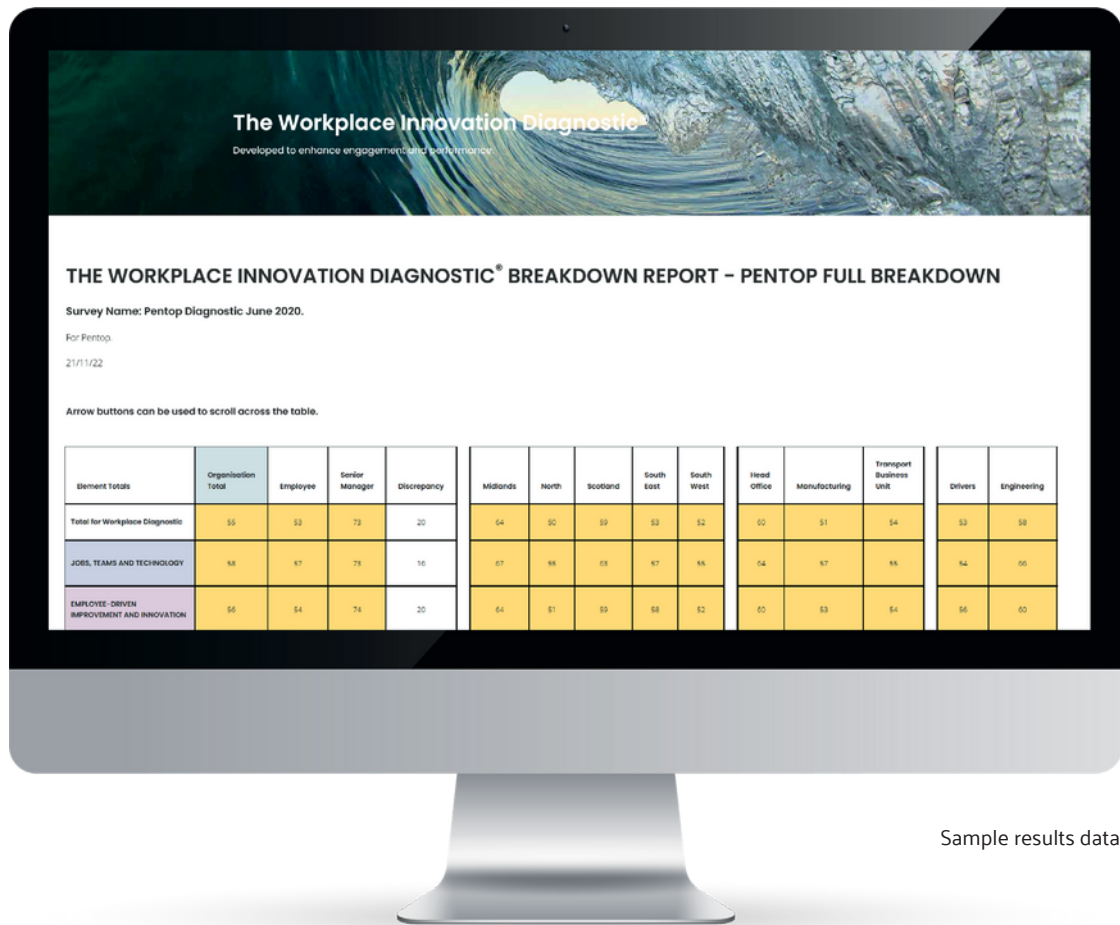 The Workplace Innovation Diagnostic®
Developed to enhance engagement and performance.
THE WORKPLACE INNOVATION DIAGNOSTIC® BREAKDOWN REPORT - PENTOP FULL BREAKDOWN
Survey Name: Pentop Diagnostic June 2020.
For Pentop.
21/11/22
Arrow buttons can be used to scroll across the table.
Element Totals Organisation Total Employee Senior Manager Discrepancy Midlands North Scotland South East South West Head Office Manufacturing Transport Business Unit Drivers Engineering
Total for Workplace Diagnostic 55 53 73 20 64 50 59 53 52 60 51 54 53 58
JOBS, TEAMS AND TECHNOLOGY 58 57 73 16 67 55 63 57 55 64 57 55 54
EMPLOYEE-DRIVEN
IMPROVEMENT AND INNOVATION 56 54 74 20 64 51 59 58 52 60 53 54 56 60
Sample results data